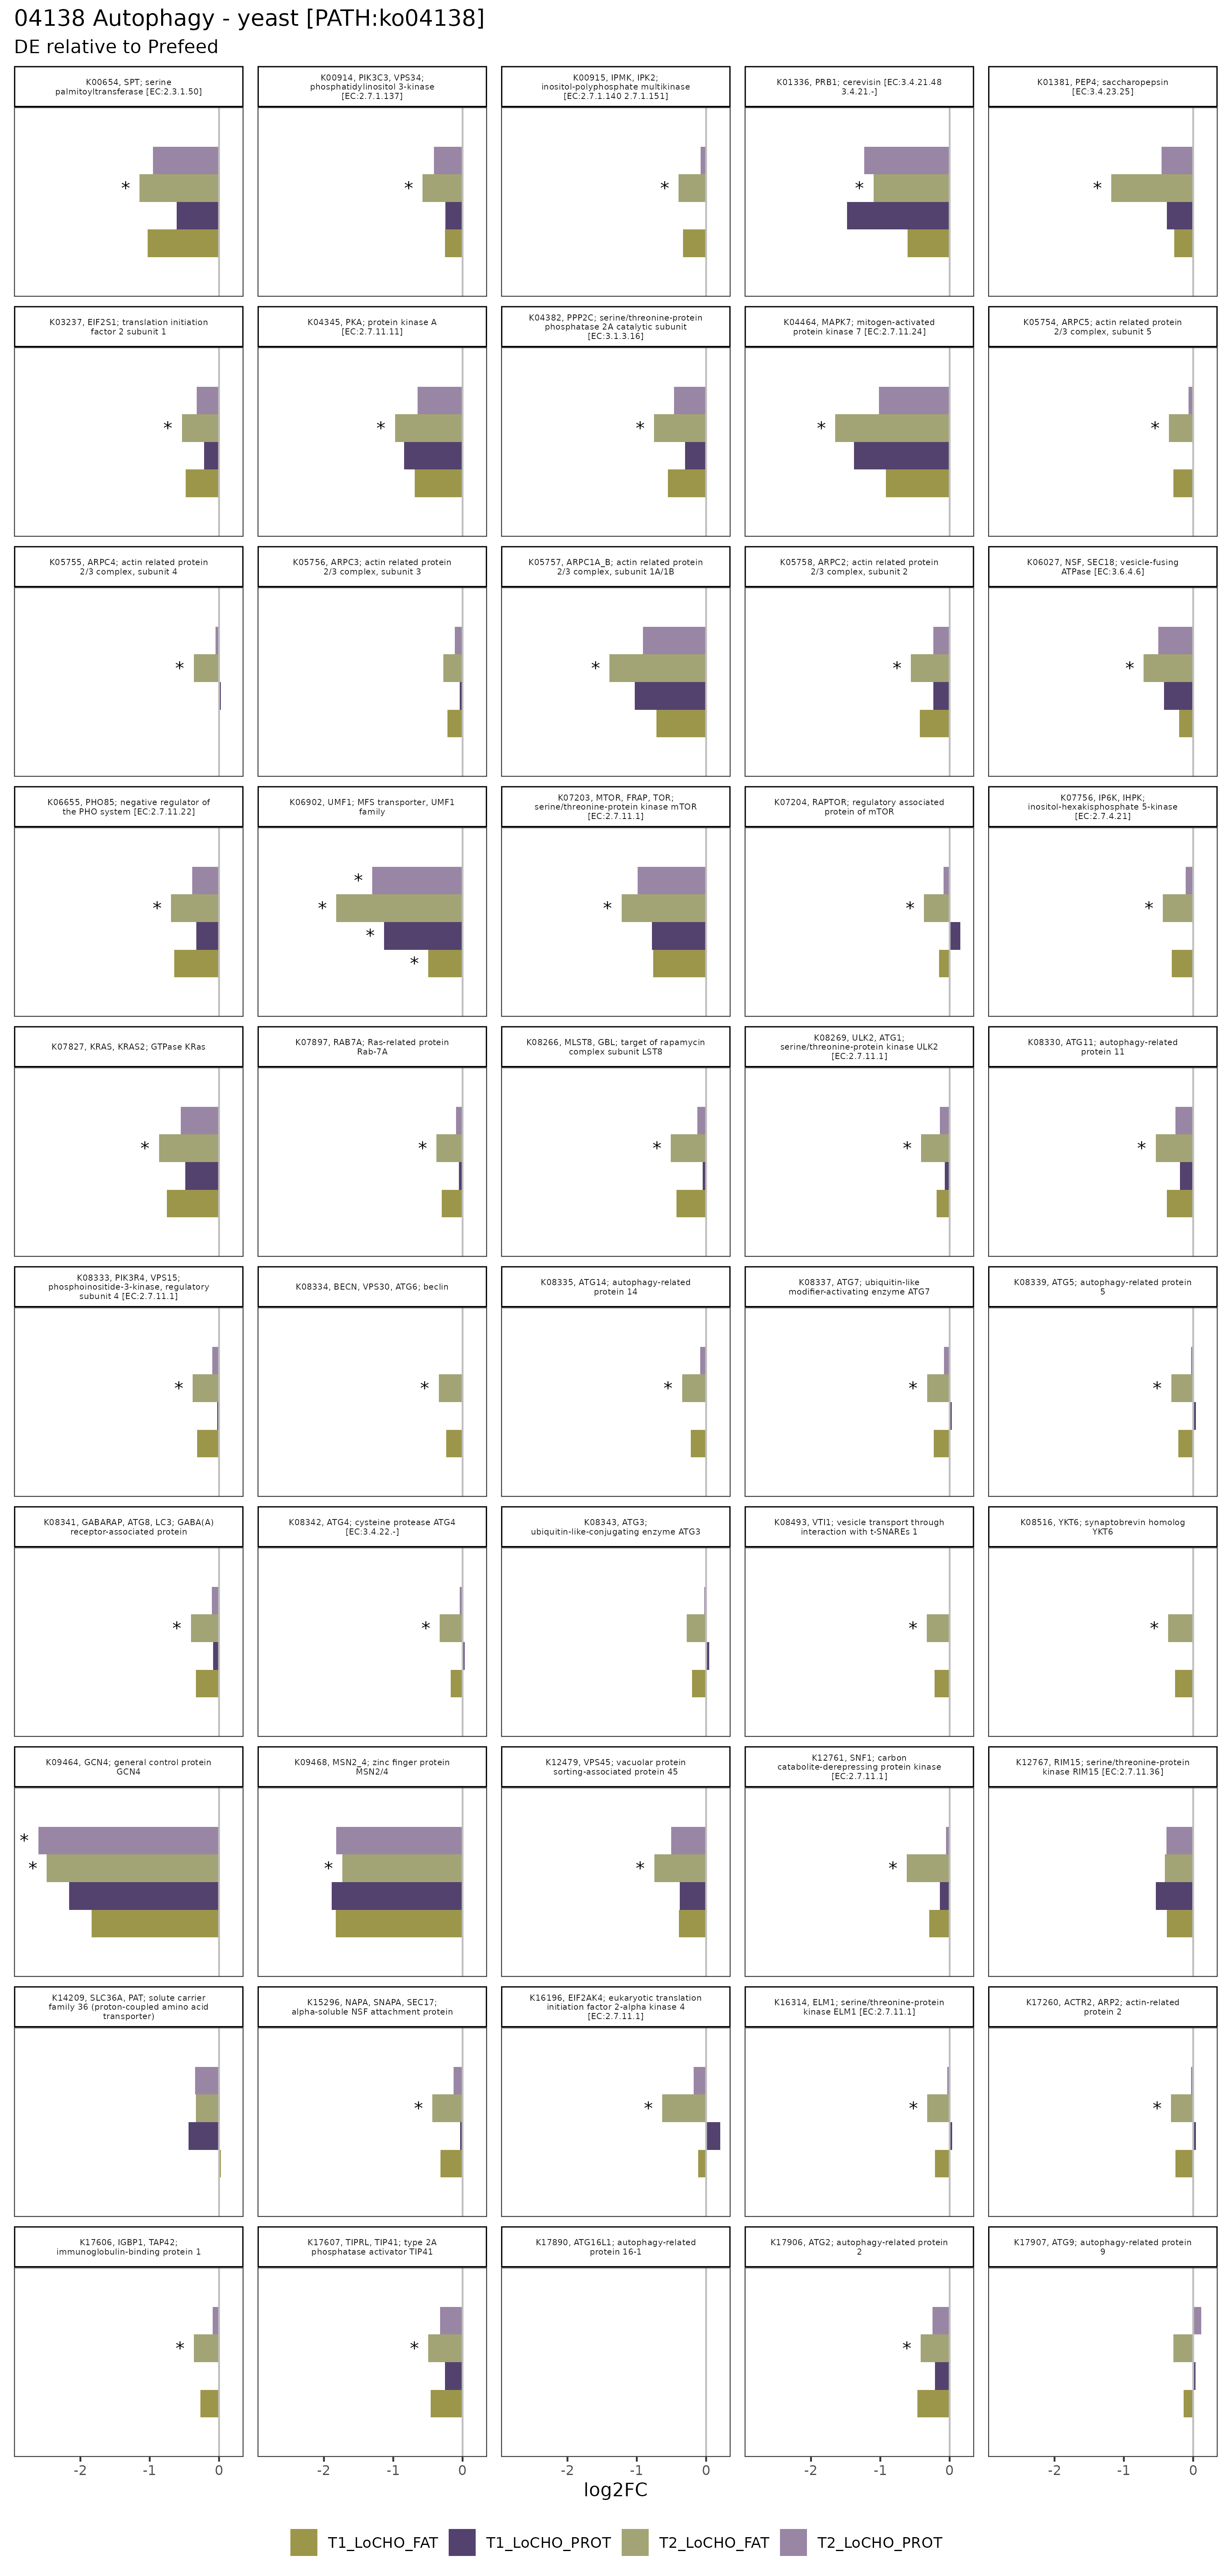 04138 Autophagy - yeast [PATH:ko04138]
DE relative to Prefeed
K00654, SPT; serine
palmitoyltransferase [EC:2.3.1.50]
K00914, PIK3C3, VPS34;
phosphatidylinositol 3-kinase
[EC:2.7.1.137]
K00915, IPMK, IPK2;
inositol-polyphosphate multikinase
[EC:2.7.1.140 2.7.1.151]
K01336, PRB1; cerevisin [EC:3.4.21.48
3.4.21.-]
K01381, PEP4; saccharopepsin
[EC:3.4.23.25]
*
*
*
*
*
K03237, EIF2S1; translation initiation
factor 2 subunit 1
K04345, PKA; protein kinase A
[EC:2.7.11.11]
K04382, PPP2C; serine/threonine-protein
phosphatase 2A catalytic subunit
[EC:3.1.3.16]
K04464, MAPK7; mitogen-activated
protein kinase 7 [EC:2.7.11.24]
K05754, ARPC5; actin related protein
2/3 complex, subunit 5
*
*
*
*
*
K05755, ARPC4; actin related protein
2/3 complex, subunit 4
K05756, ARPC3; actin related protein
2/3 complex, subunit 3
K05757, ARPC1A_B; actin related protein
2/3 complex, subunit 1A/1B
K05758, ARPC2; actin related protein
2/3 complex, subunit 2
K06027, NSF, SEC18; vesicle-fusing
ATPase [EC:3.6.4.6]
*
*
*
*
K06655, PHO85; negative regulator of
the PHO system [EC:2.7.11.22]
K06902, UMF1; MFS transporter, UMF1
family
K07203, MTOR, FRAP, TOR;
serine/threonine-protein kinase mTOR
[EC:2.7.11.1]
K07204, RAPTOR; regulatory associated
protein of mTOR
K07756, IP6K, IHPK;
inositol-hexakisphosphate 5-kinase
[EC:2.7.4.21]
*
*
*
*
*
*
*
*
K07827, KRAS, KRAS2; GTPase KRas
K07897, RAB7A; Ras-related protein
Rab-7A
K08266, MLST8, GBL; target of rapamycin
complex subunit LST8
K08269, ULK2, ATG1;
serine/threonine-protein kinase ULK2
[EC:2.7.11.1]
K08330, ATG11; autophagy-related
protein 11
*
*
*
*
*
K08333, PIK3R4, VPS15;
phosphoinositide-3-kinase, regulatory
subunit 4 [EC:2.7.11.1]
K08334, BECN, VPS30, ATG6; beclin
K08335, ATG14; autophagy-related
protein 14
K08337, ATG7; ubiquitin-like
modifier-activating enzyme ATG7
K08339, ATG5; autophagy-related protein
5
*
*
*
*
*
K08341, GABARAP, ATG8, LC3; GABA(A)
receptor-associated protein
K08342, ATG4; cysteine protease ATG4
[EC:3.4.22.-]
K08343, ATG3;
ubiquitin-like-conjugating enzyme ATG3
K08493, VTI1; vesicle transport through
interaction with t-SNAREs 1
K08516, YKT6; synaptobrevin homolog
YKT6
*
*
*
*
K09464, GCN4; general control protein
GCN4
K09468, MSN2_4; zinc finger protein
MSN2/4
K12479, VPS45; vacuolar protein
sorting-associated protein 45
K12761, SNF1; carbon
catabolite-derepressing protein kinase
[EC:2.7.11.1]
K12767, RIM15; serine/threonine-protein
kinase RIM15 [EC:2.7.11.36]
*
*
*
*
*
K14209, SLC36A, PAT; solute carrier
family 36 (proton-coupled amino acid
transporter)
K15296, NAPA, SNAPA, SEC17;
alpha-soluble NSF attachment protein
K16196, EIF2AK4; eukaryotic translation
initiation factor 2-alpha kinase 4
[EC:2.7.11.1]
K16314, ELM1; serine/threonine-protein
kinase ELM1 [EC:2.7.11.1]
K17260, ACTR2, ARP2; actin-related
protein 2
*
*
*
*
K17606, IGBP1, TAP42;
immunoglobulin-binding protein 1
K17607, TIPRL, TIP41; type 2A
phosphatase activator TIP41
K17890, ATG16L1; autophagy-related
protein 16-1
K17906, ATG2; autophagy-related protein
2
K17907, ATG9; autophagy-related protein
9
*
*
*
-2 -1 0
-2 -1 0
-2 -1 0
-2 -1 0
-2 -1 0
log2FC
T1_LoCHO_FAT
T1_LoCHO_PROT
T2_LoCHO_FAT
T2_LoCHO_PROT